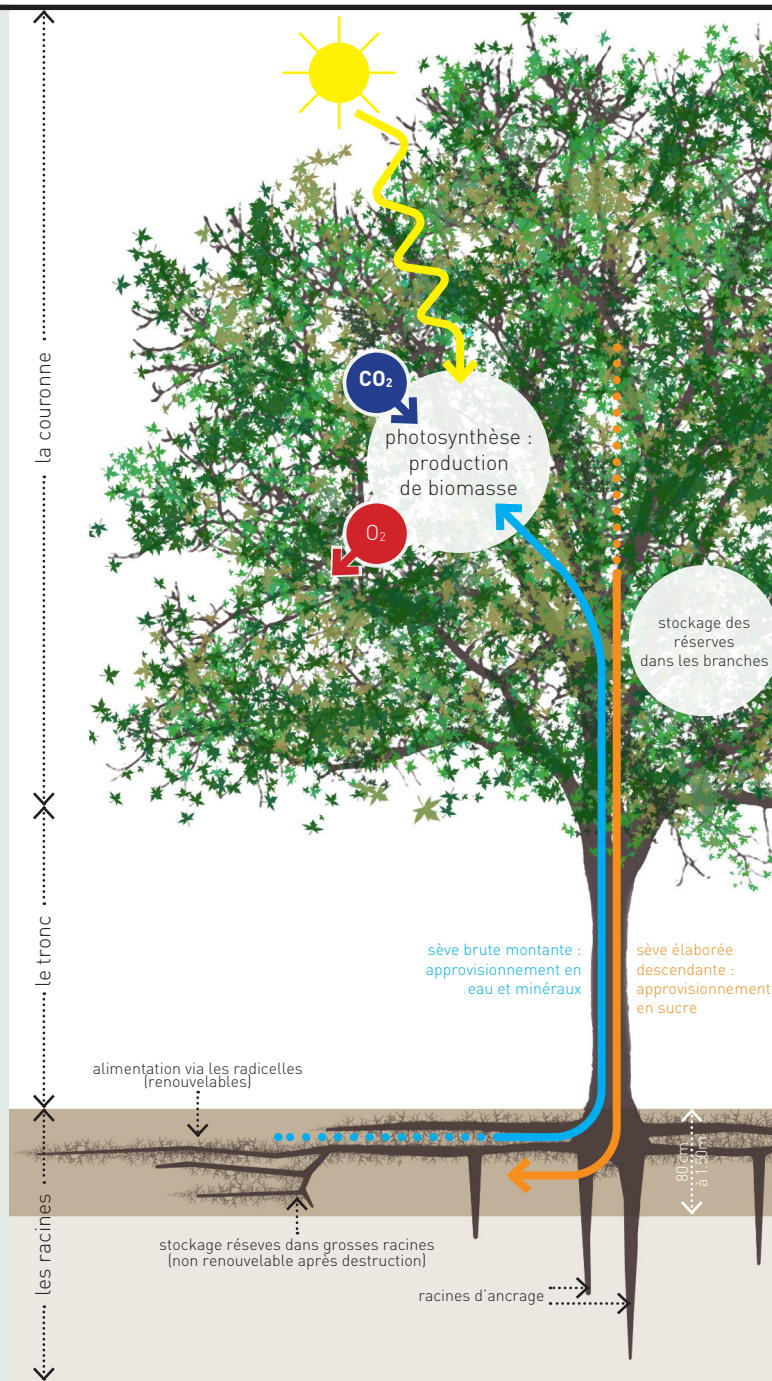 la couronne
CO₂
photosynthèse :
production
de biomasse
O₂
stockage des
réserves
dans les branches
le tronc
sève brute montante :
approvisionnement en
eau et minéraux
sève élaborée
descendante :
approvisionnement
en sucre
alimentation via les radicelles
(renouvelables)
80 cm
à 1.50 m
les racines
stockage réseves dans grosses racines
(non renouvelable après destruction)
racines d’ancrage